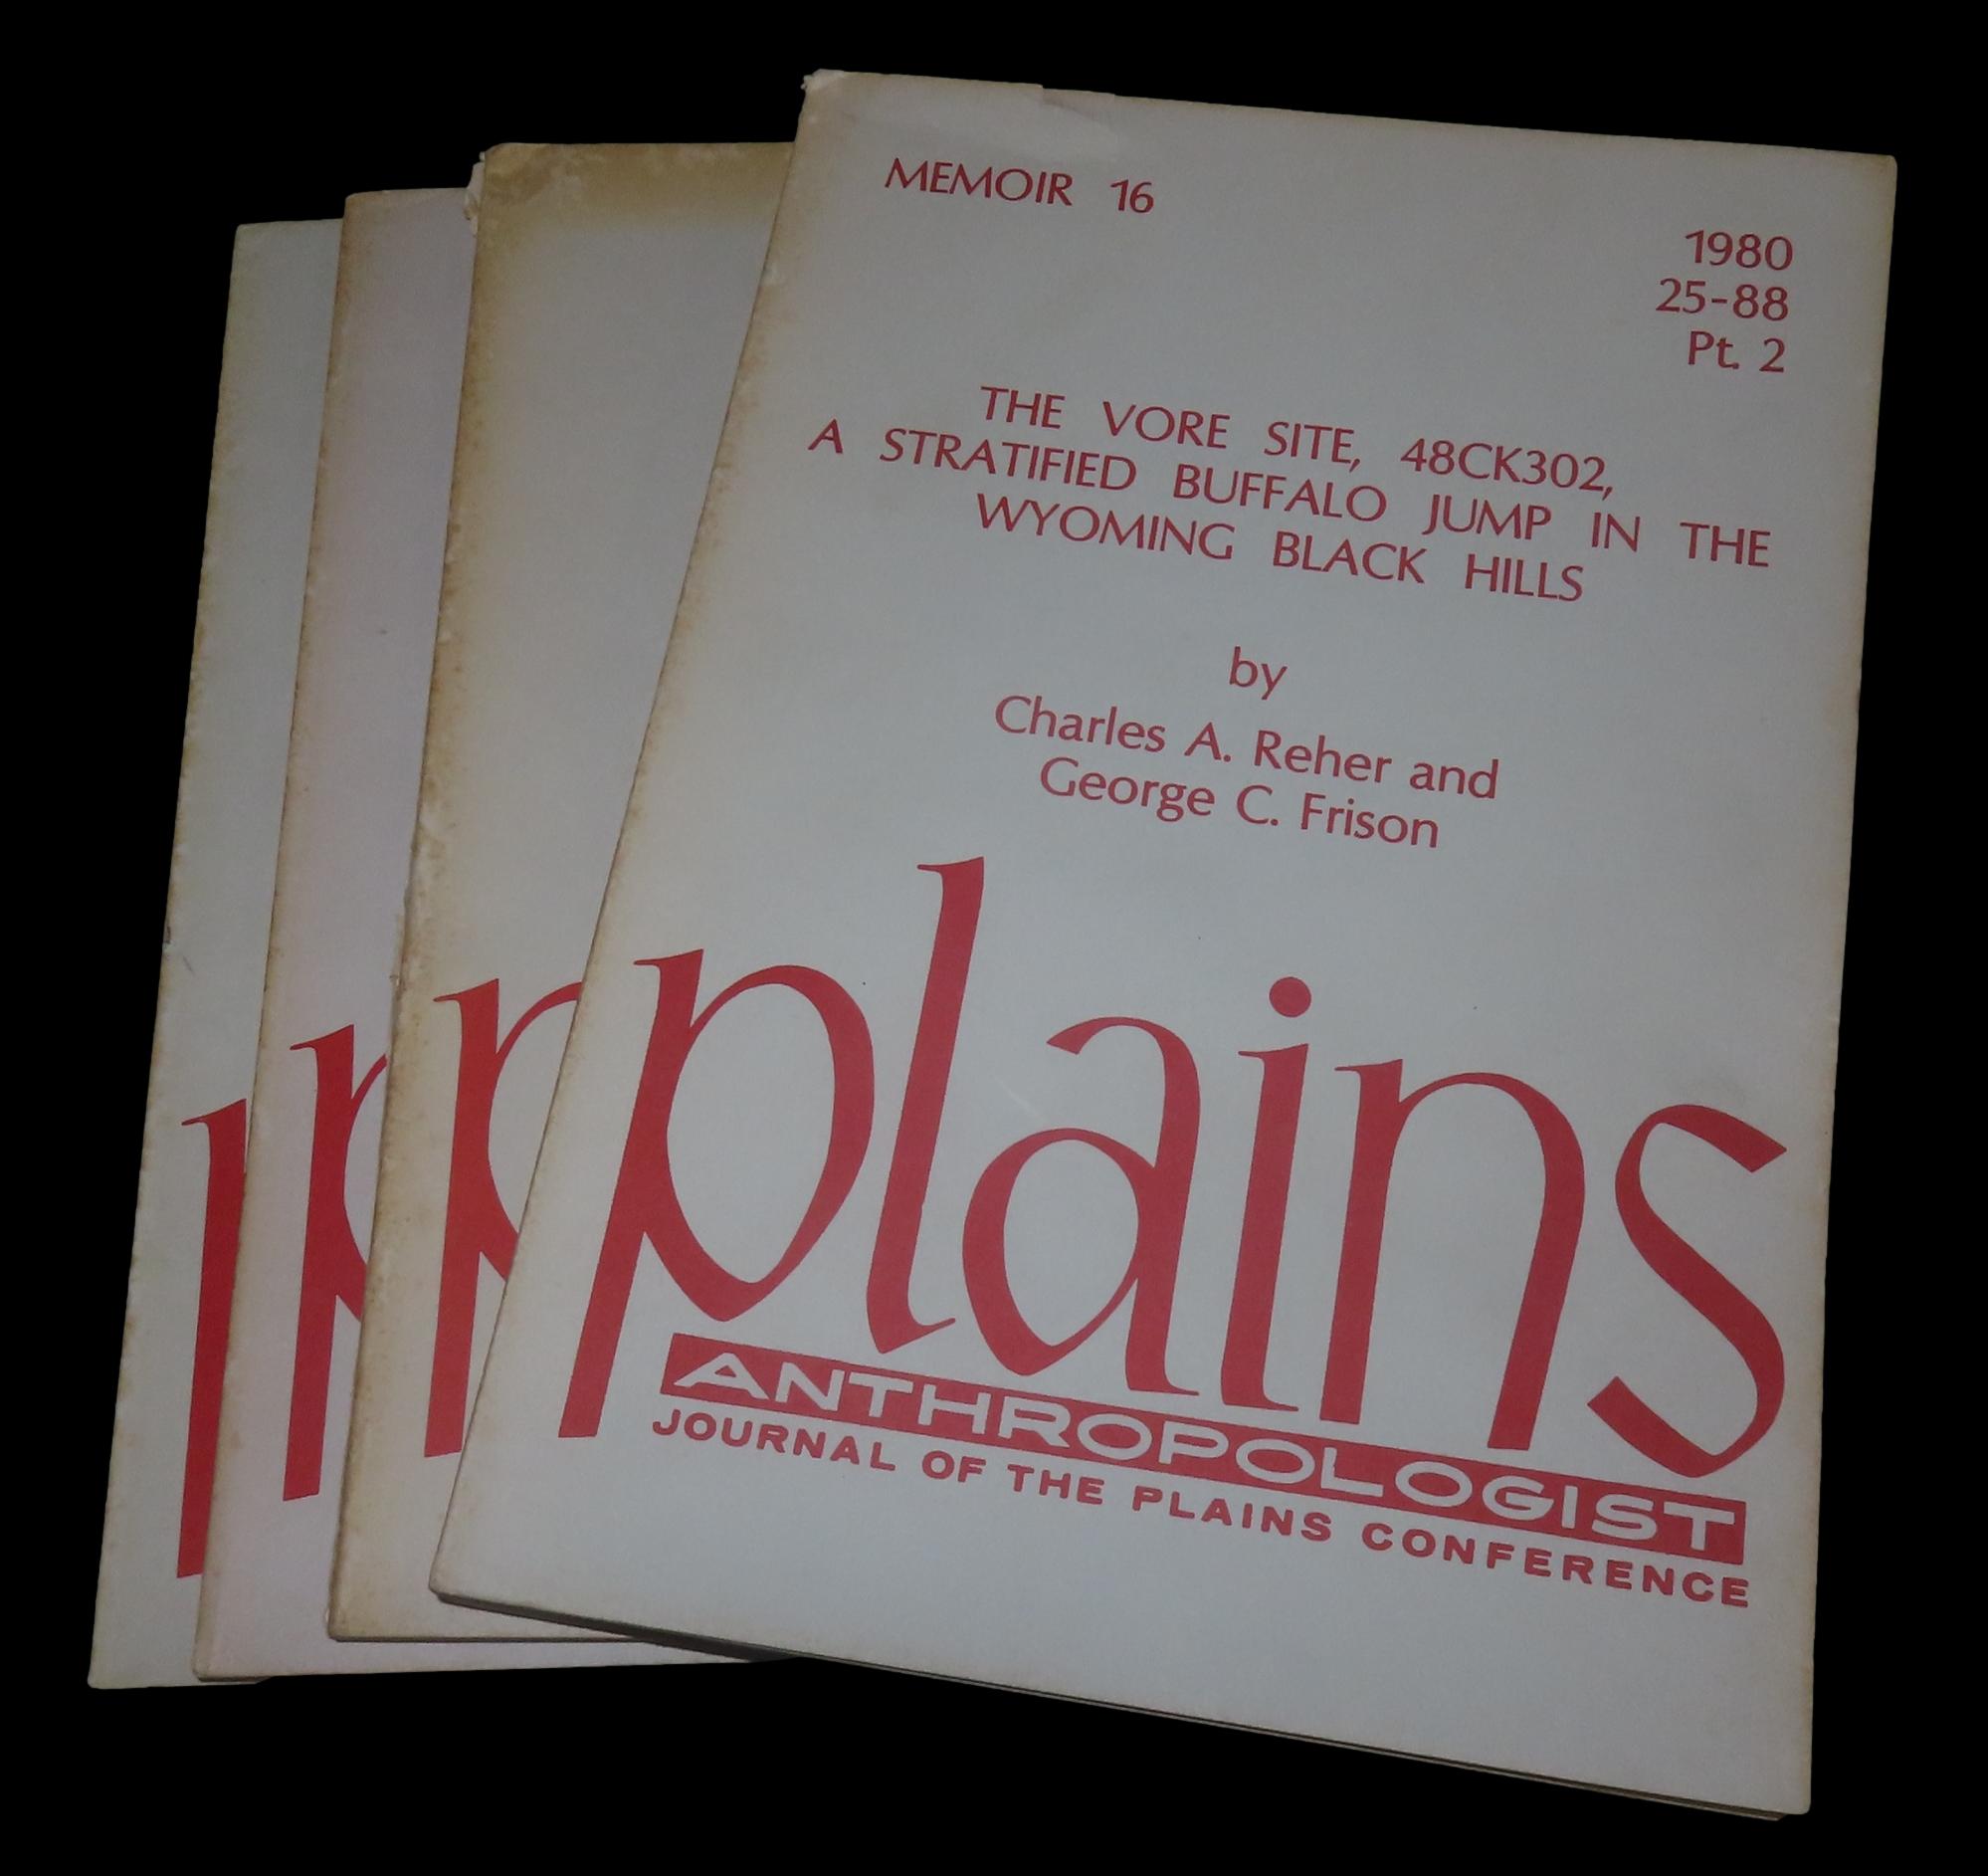 MEMOIR 16
1980
25-88
Pt. 2
THE VORE SITE, 48CK302,
A STRATIFIED BUFFALO JUMP IN THE
WYOMING BLACK HILLS
by
Charles A. Reher and
George C. Frison
plains
ANTHROPOLOGIST
JOURNAL OF THE PLAINS CONFERENCE
p
p
p